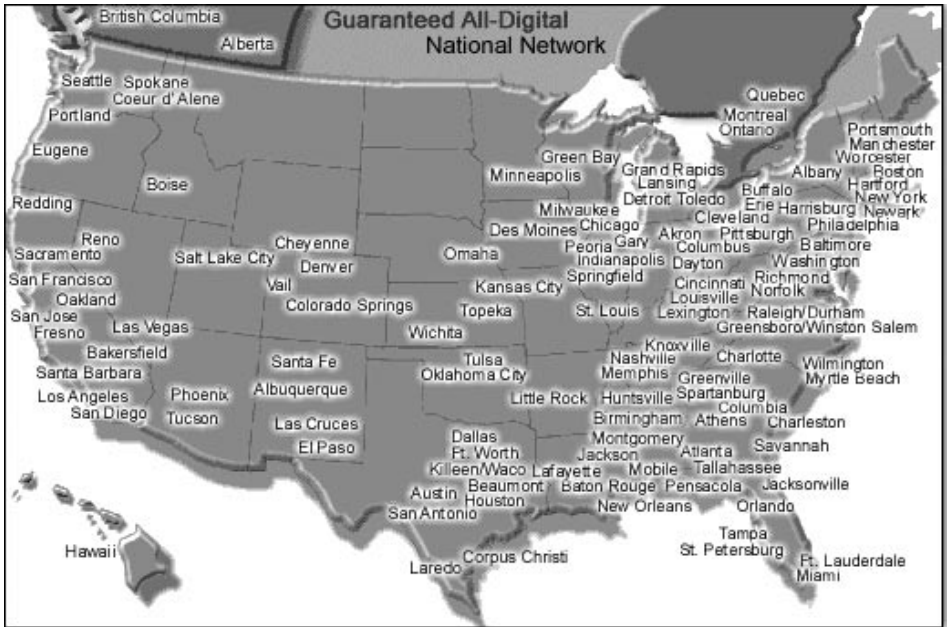 British Columbia
Guaranteed All-Digital
National Network
Alberta
Seattle Spokane
Coeur d'Alene
Portland
Quebec
Montreal
Ontario
Portsmouth
Manchester
Worcester
Eugene
Green Bay
Minneapolis
Grand Rapids
Lansing
Detroit Toledo
Albany Boston
Hartford
Boise
Buffalo
New York
Redding
Erie Harrisburg Newark
Milwaukee
Cleveland
Philadelphia
Des Moines Chicago
Akron Pittsburgh
Reno
Sacramento
Cheyenne
Salt Lake City
Denver
Omaha
Peoria Gary
Columbus
Baltimore
Indianapolis
Dayton
Washington
San Francisco
Vail
Kansas City
Springfield
Cincinnati
Richmond
Norfolk
Oakland
Colorado Springs
Topeka
St. Louis
Louisville
Lexington
Raleigh/Durham
San Jose
Fresno
Las Vegas
Wichita
Greensboro/Winston Salem
Bakersfield
Santa Fe
Tulsa
Knoxville
Nashville
Charlotte
Wilmington
Santa Barbara
Oklahoma City
Memphis
Greenville
Myrtle Beach
Los Angeles
Phoenix
Albuquerque
Little Rock
Huntsville
Spartanburg
Columbia
San Diego
Tucson
Las Cruces
Birmingham
Athens
Charleston
El Paso
Dallas
Ft. Worth
Montgomery
Jackson
Atlanta
Savannah
Killeen/Waco
Lafayette
Mobile
Tallahassee
Austin
Beaumont
Houston
Baton Rouge
Pensacola
Jacksonville
San Antonio
New Orleans
Orlando
Tampa
St. Petersburg
Hawaii
Laredo
Corpus Christi
Ft. Lauderdale
Miami